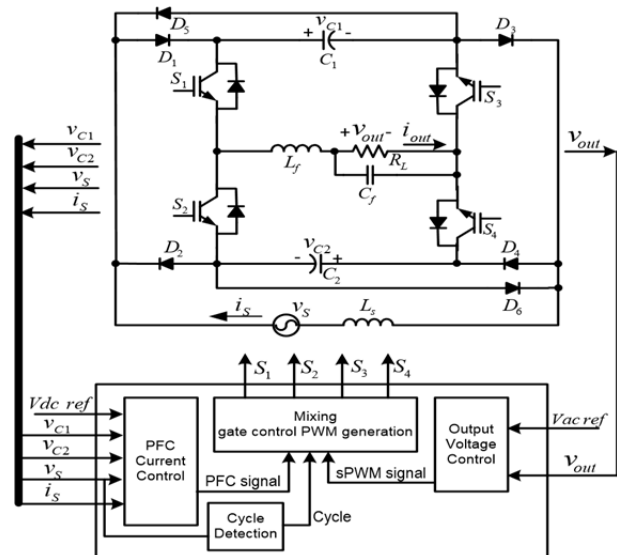 D5
vC1
D3
+ -
D1
C1
S1
S3
vC1
vC2
vS
iS
+ vout -
iout
vout
Lf
RL
Cf
S2
S4
D2
vC2
D4
- +
C2
D6
iS
vS
Ls
S1 S2 S3 S4
Vdc ref
vC1
vC2
vS
iS
PFC
Current
Control
Mixing
gate control PWM generation
Output
Voltage
Control
Vac ref
vout
PFC signal
sPWM signal
Cycle
Detection
Cycle